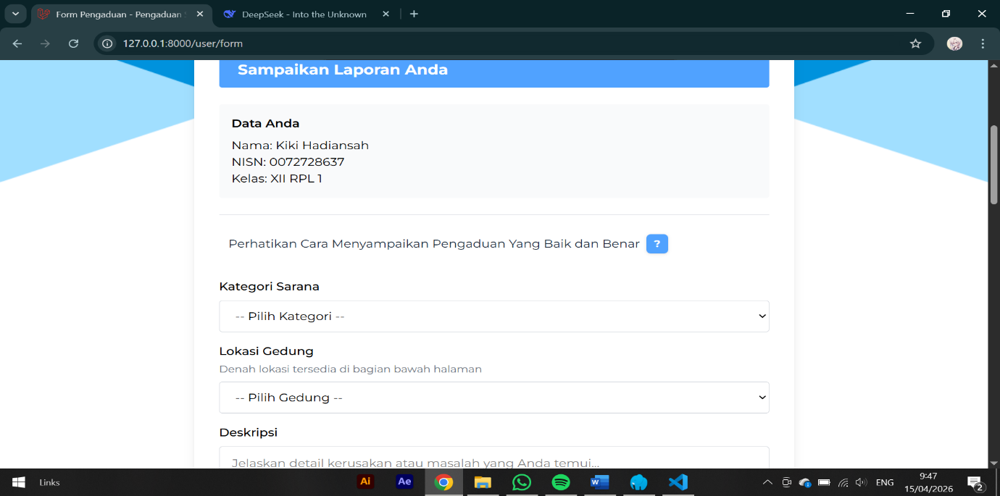 Form Pengaduan - Pengaduan
DeepSeek - Into the Unknown
127.0.0.1:8000/user/form
Sampaikan Laporan Anda
Data Anda
Nama: Kiki Hadiansah
NISN: 0072728637
Kelas: XII RPL 1
Perhatikan Cara Menyampaikan Pengaduan Yang Baik dan Benar ?
Kategori Sarana
-- Pilih Kategori --
Lokasi Gedung
Denah lokasi tersedia di bagian bawah halaman
-- Pilih Gedung --
Deskripsi
Jelaskan detail kerusakan atau masalah yang Anda temui...
Links
Ai
Ae
W
ENG
9:47
15/04/2026
2